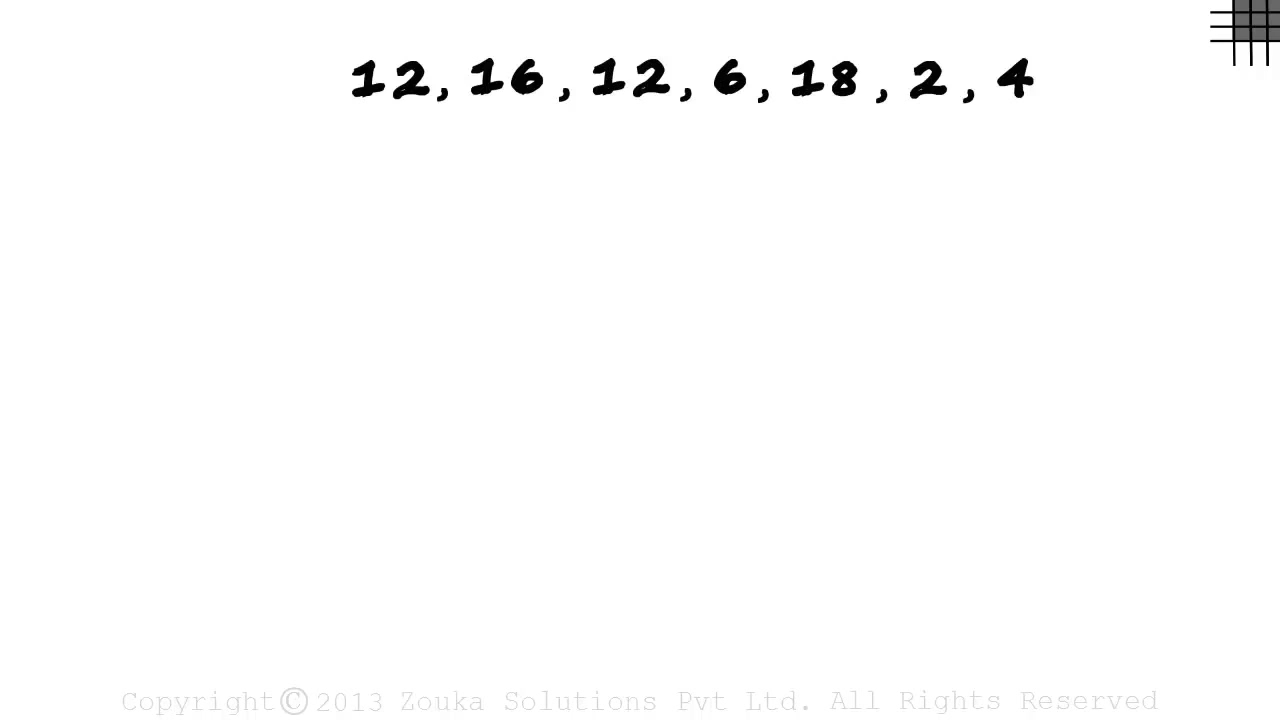 12, 16, 12, 6, 18, 2, 4
Copyright©2013 Zouka Solutions Pvt Ltd. All Rights Reserved